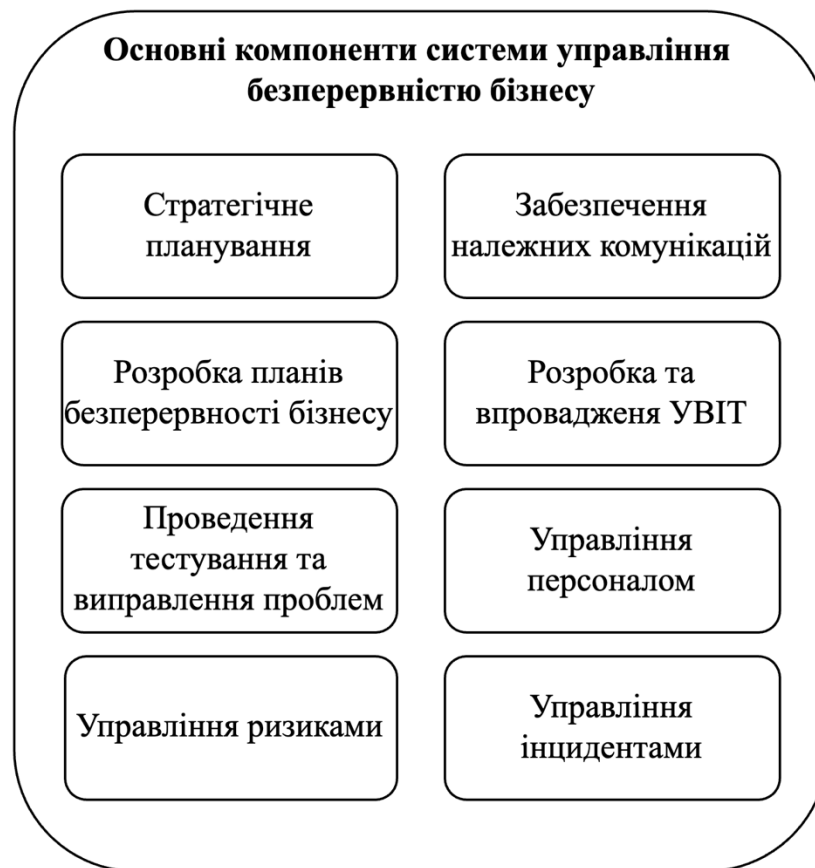 Основні компоненти системи управління
безперервністю бізнесу
Стратегічне
планування
Забезпечення
належних комунікацій
Розробка планів
безперервності бізнесу
Розробка та
впровадженя УВІТ
Проведення
тестування та
виправлення проблем
Управління
персоналом
Управління ризиками
Управління
інцидентами